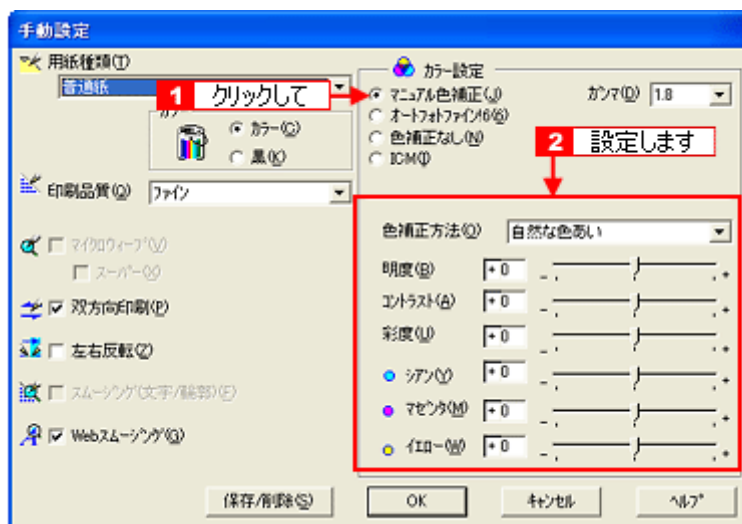 手動設定
用紙種類(T)
普通紙
1 クリックして
カラー
カラー(C)
黒(K)
印刷品質(Q)
ファイン
マイクロウィーブ(V)
スーパー(X)
双方向印刷(P)
左右反転(Z)
スムージング(文字/輪郭)(F)
Webスムージング(G)
カラー設定
マニュアル色補正(J)
ガンマ(D) 1.8
オートフォトファイン!6(6)
色補正なし(N)
ICM(I)
2 設定します
色補正方法(O) 自然な色あい
明度(B) +0 - +
コントラスト(A) +0 - +
彩度(U) +0 - +
シアン(Y) +0 - +
マゼンタ(M) +0 - +
イエロー(W) +0 - +
保存/削除(S) OK キャンセル ヘルプ